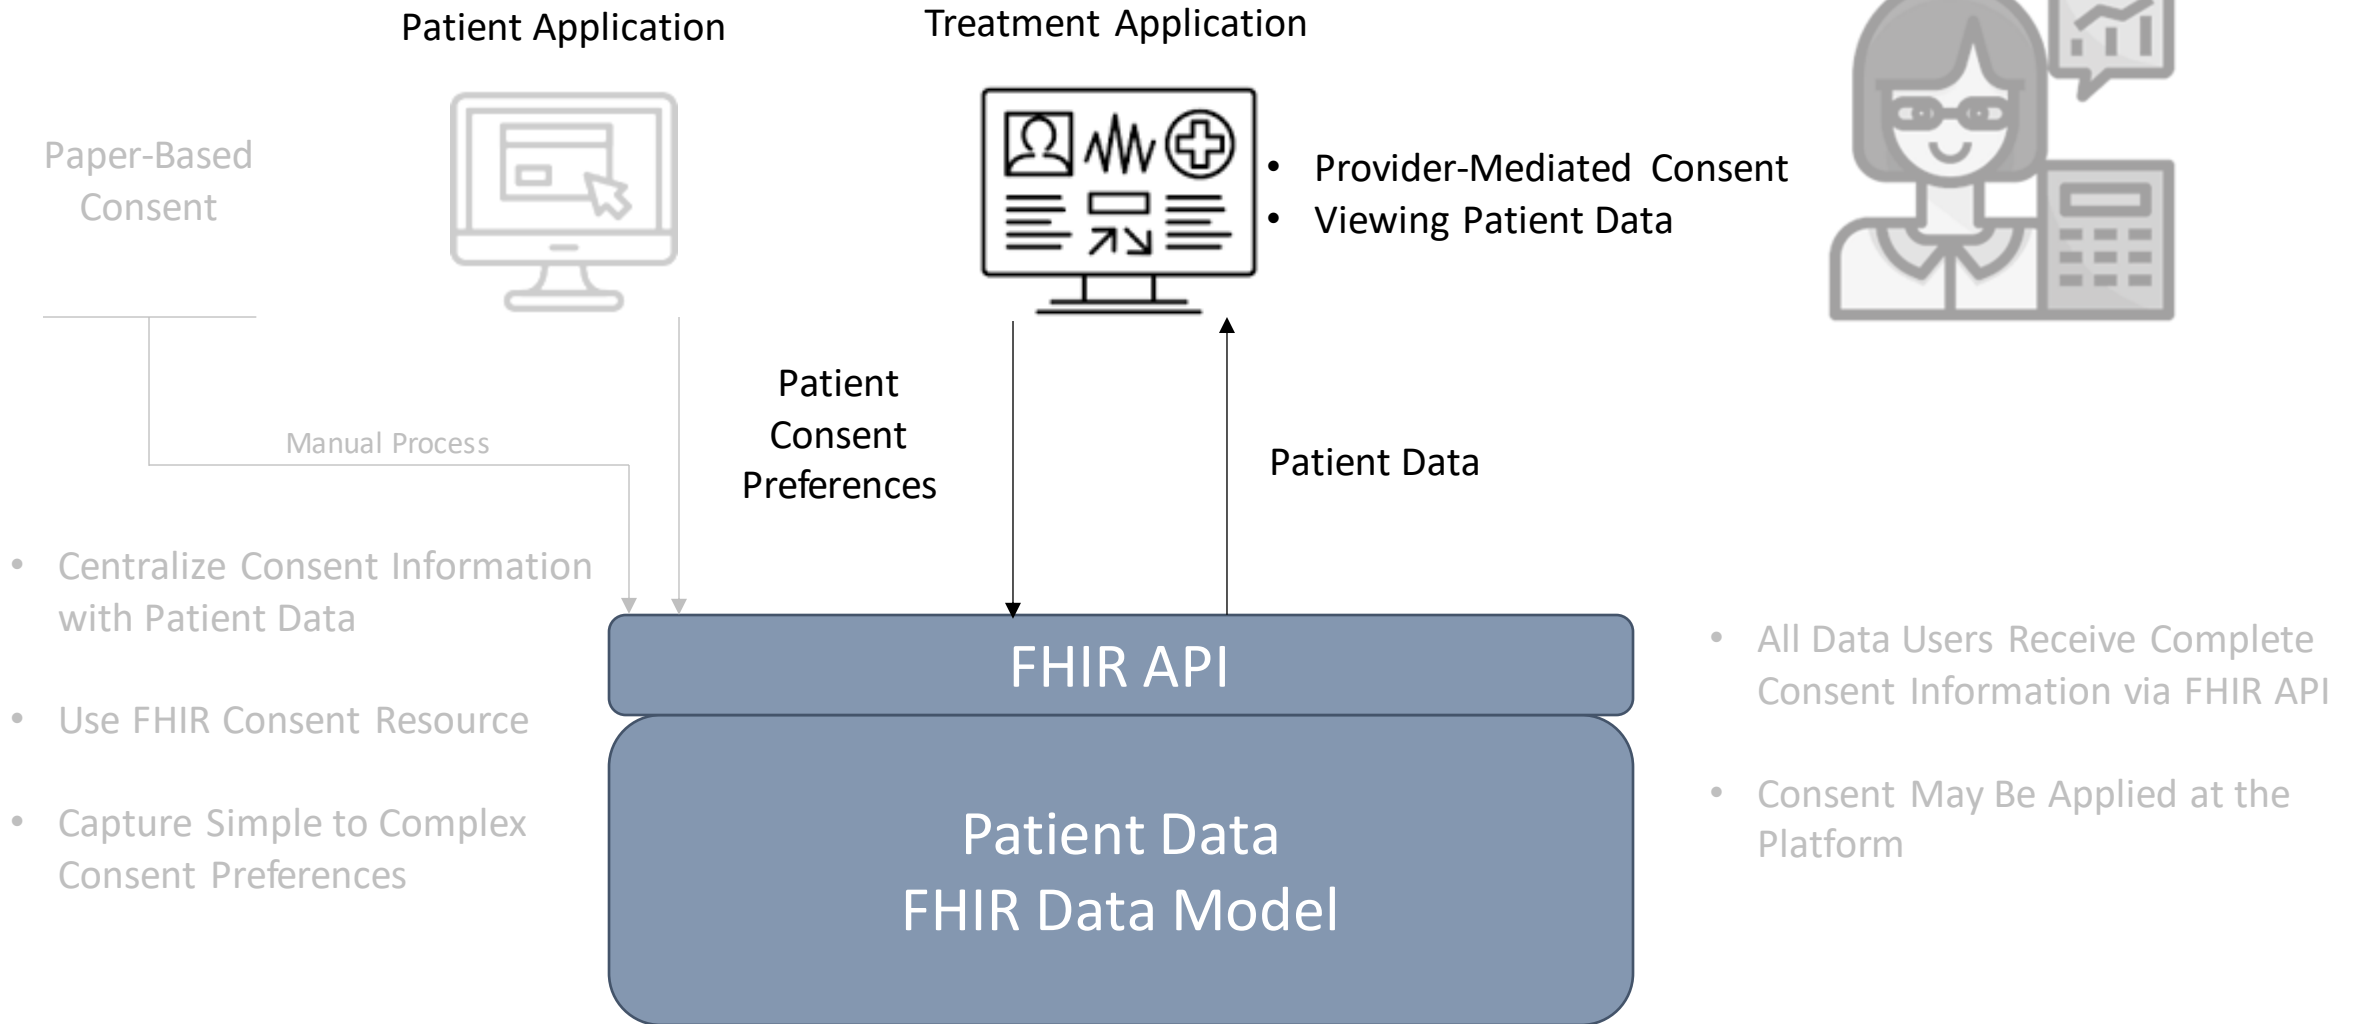 Patient Application
Treatment Application
Paper-Based
Consent
• Provider-Mediated Consent
• Viewing Patient Data
Patient
Consent
Preferences
Manual Process
Patient Data
• Centralize Consent Information
with Patient Data
• Use FHIR Consent Resource
• Capture Simple to Complex
Consent Preferences
FHIR API
Patient Data
FHIR Data Model
• All Data Users Receive Complete
Consent Information via FHIR API
• Consent May Be Applied at the
Platform